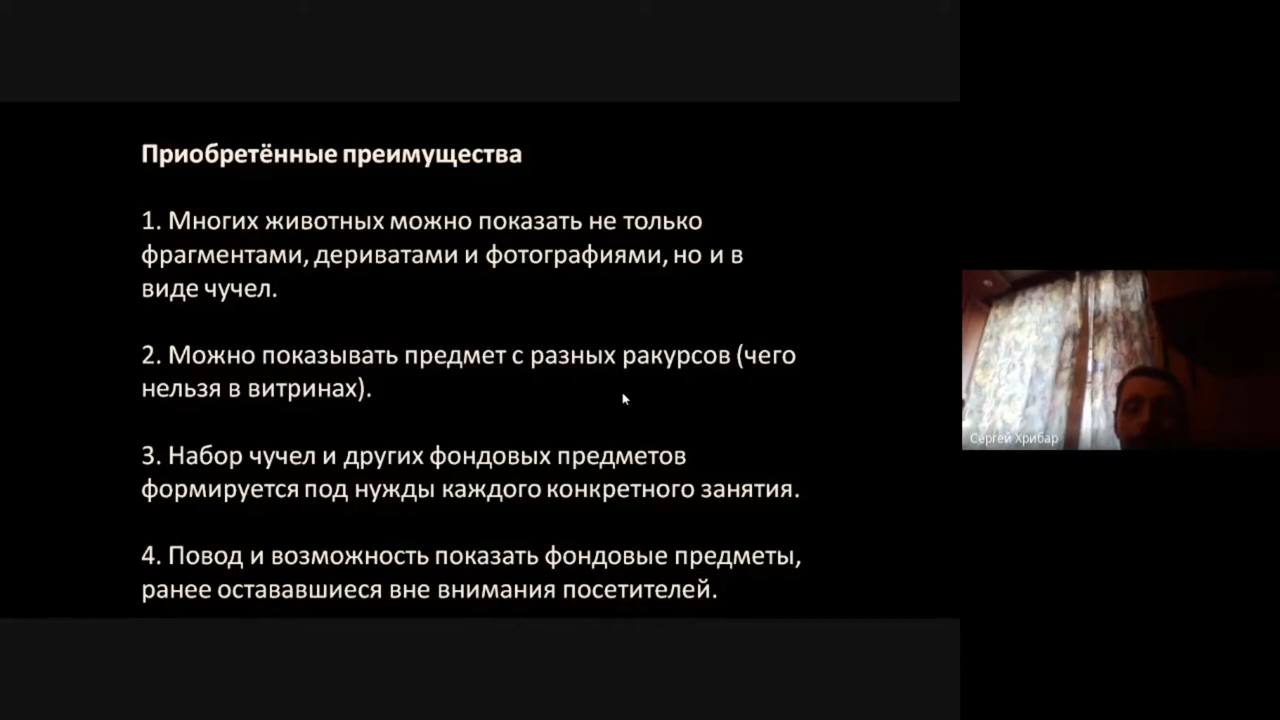 Приобретённые преимущества
1. Многих животных можно показать не только
фрагментами, дериватами и фотографиями, но и в
виде чучел.
2. Можно показывать предмет с разных ракурсов (чего
нельзя в витринах).
3. Набор чучел и других фондовых предметов
формируется под нужды каждого конкретного занятия.
4. Повод и возможность показать фондовые предметы,
ранее остававшиеся вне внимания посетителей.
Сергей Хрибар